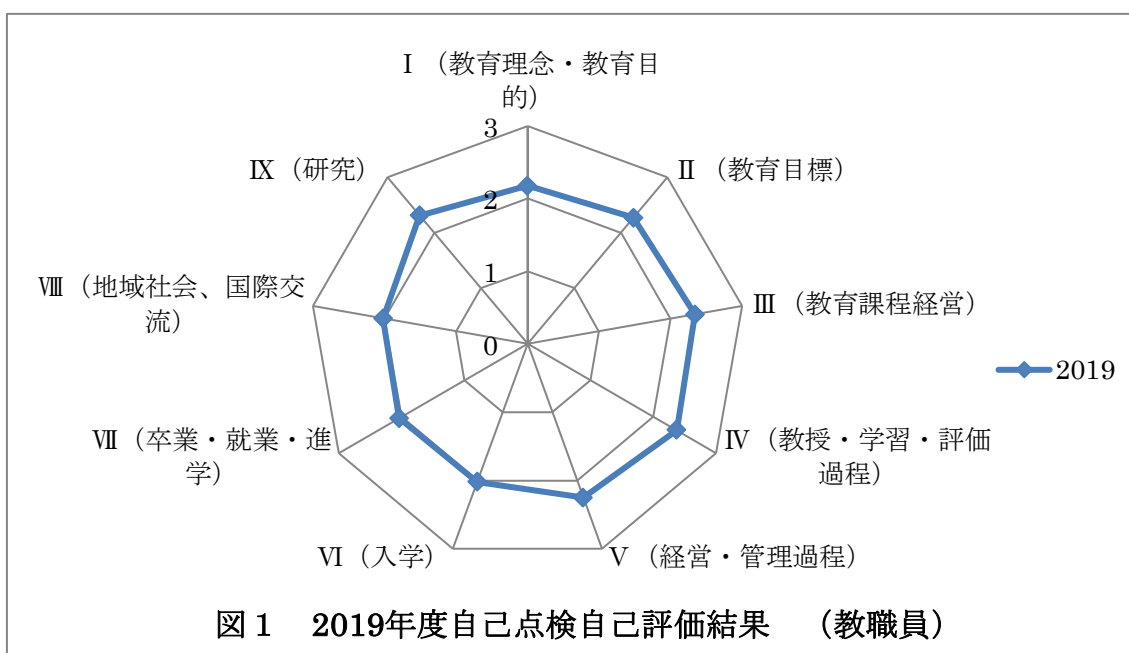 Ⅰ（教育理念・教育目
的）
Ⅱ（教育目標）
Ⅲ（教育課程経営）
Ⅳ（教授・学習・評価
過程）
Ⅴ（経営・管理過程）
Ⅵ（入学）
Ⅶ（卒業・就業・進
学）
Ⅷ（地域社会、国際交
流）
Ⅸ（研究）
3
2
1
0
2019
図１　2019年度自己点検自己評価結果　（教職員）